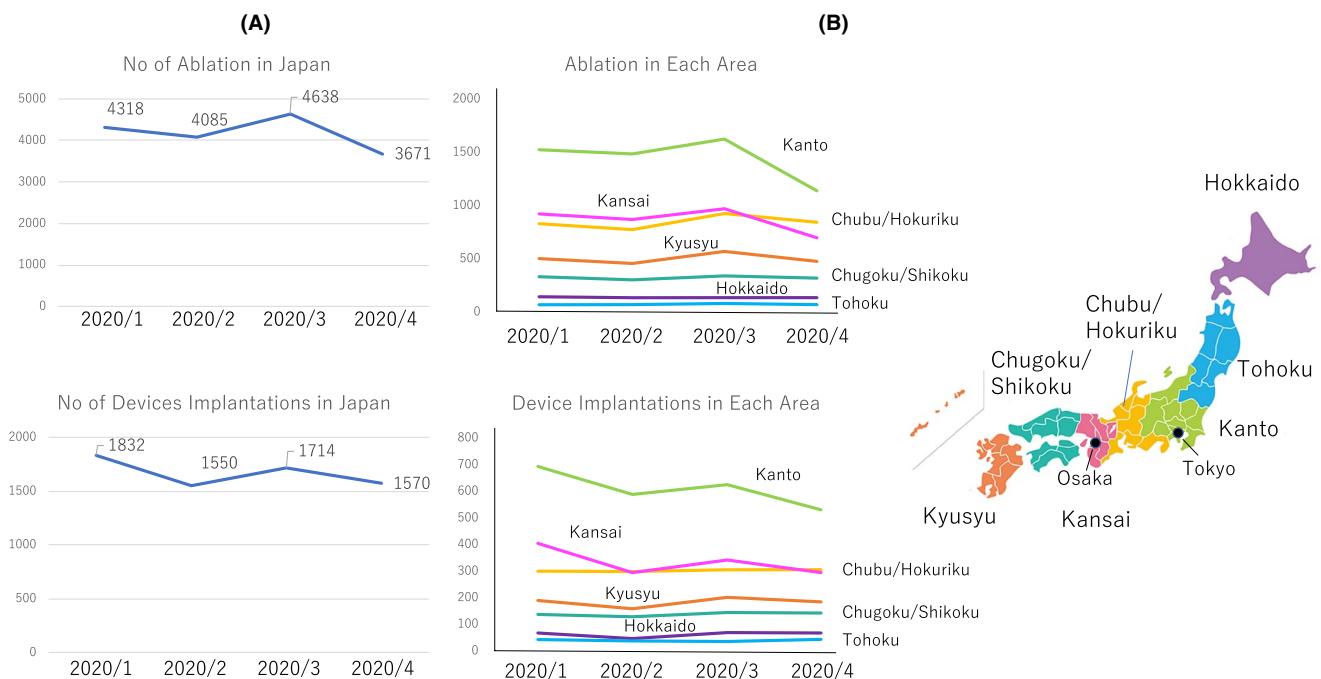 (A)
(B)
No of Ablation in Japan
5000
4000
3000
2000
1000
0
4318
4085
4638
3671
2020/1
2020/2
2020/3
2020/4
Ablation in Each Area
2000
1500
1000
500
0
Kanto
Kansai
Chubu/Hokuriku
Kyusyu
Chugoku/Shikoku
Hokkaido
Tohoku
2020/1
2020/2
2020/3
2020/4
No of Devices Implantations in Japan
2000
1500
1000
500
0
1832
1550
1714
1570
2020/1
2020/2
2020/3
2020/4
Device Implantations in Each Area
800
700
600
500
400
300
200
100
0
Kanto
Kansai
Chubu/Hokuriku
Kyusyu
Chugoku/Shikoku
Hokkaido
Tohoku
2020/1
2020/2
2020/3
2020/4
Hokkaido
Chubu/
Hokuriku
Chugoku/
Shikoku
Tohoku
Kanto
Tokyo
Osaka
Kyusyu
Kansai